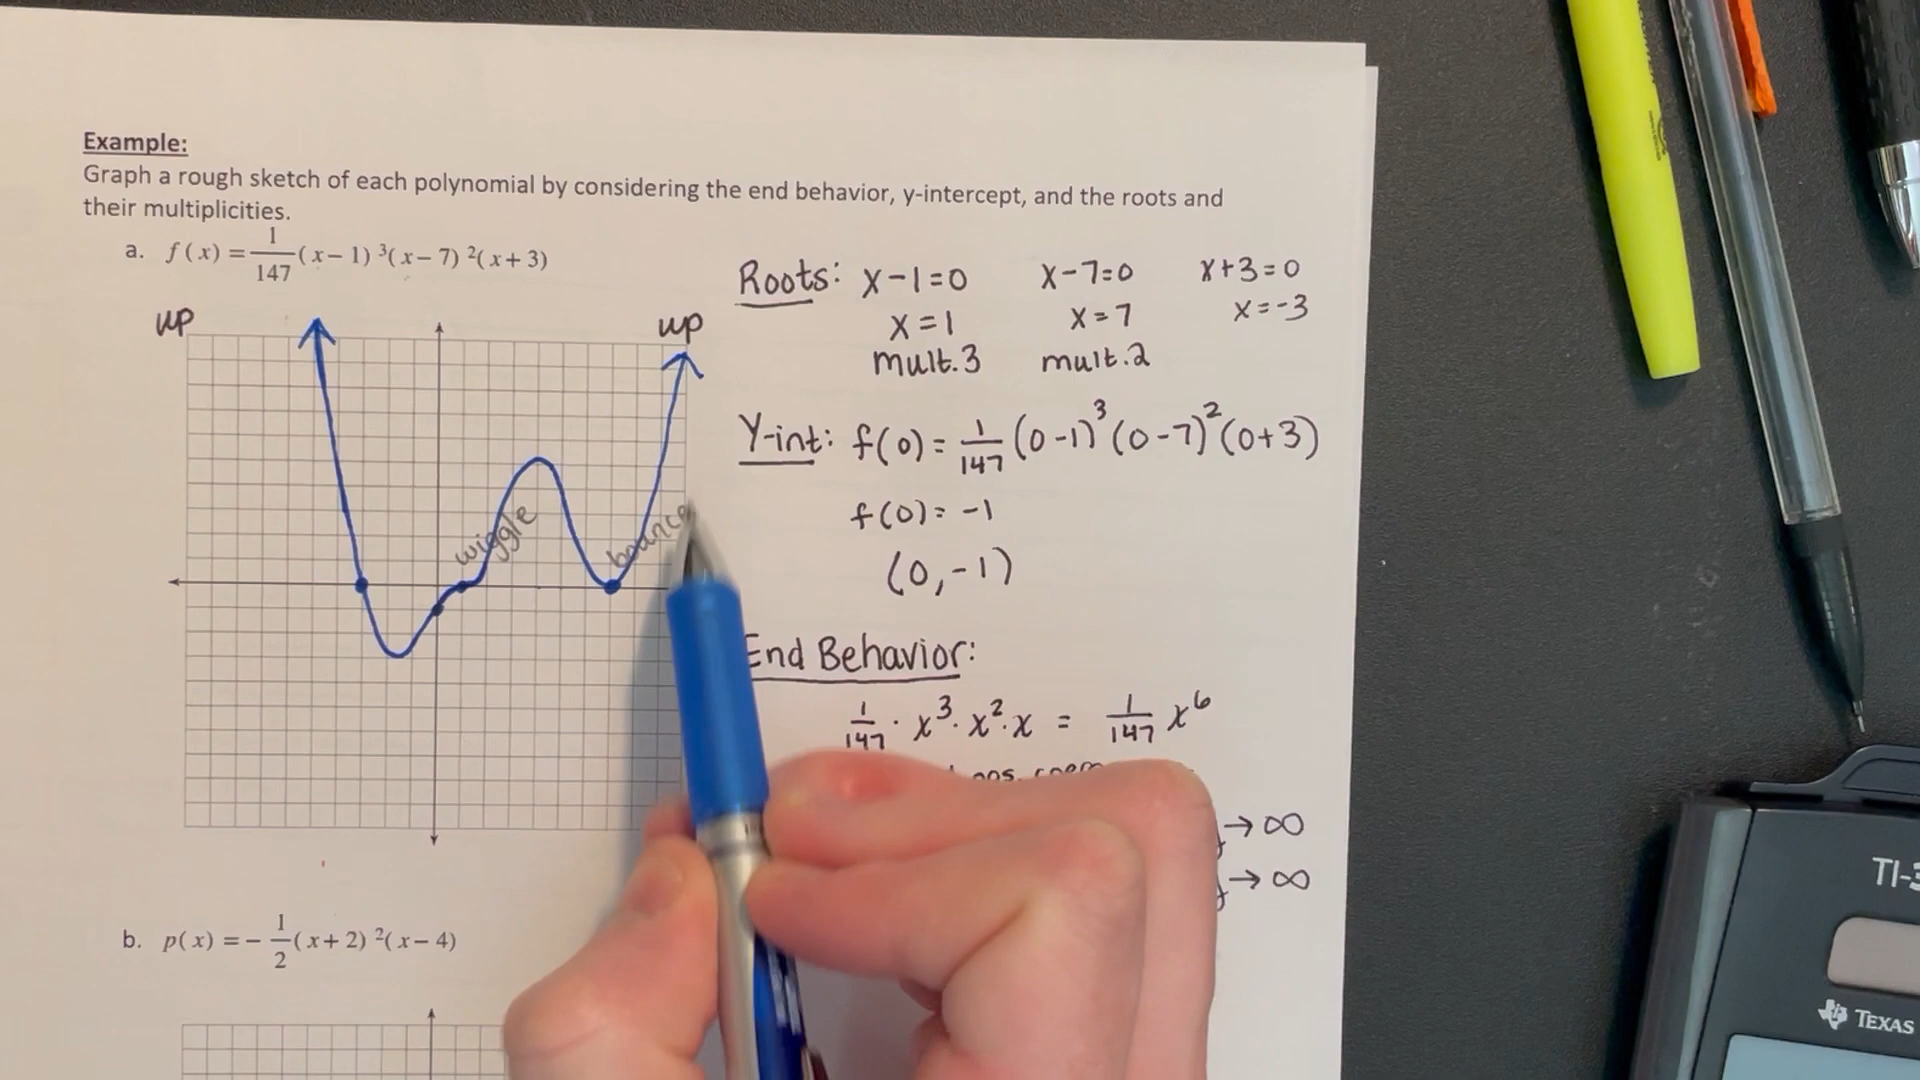 Example:
Graph a rough sketch of each polynomial by considering the end behavior, y-intercept, and the roots and
their multiplicities.
a. f(x) = 1/147 (x − 1)³(x − 7)²(x + 3)
up
up
wiggle
bounce
Roots: x-1=0 x-7=0 x+3=0
x=1 x=7 x=-3
mult.3 mult.2
Y-int: f(0) = 1/147 (0-1)³(0-7)²(0+3)
f(0) = -1
(0,-1)
End Behavior:
1/147 · x³ · x² · x = 1/147 x⁶
pos.
→ ∞
→ ∞
b. p(x) = − 1/2 (x + 2)²(x − 4)
TEXAS